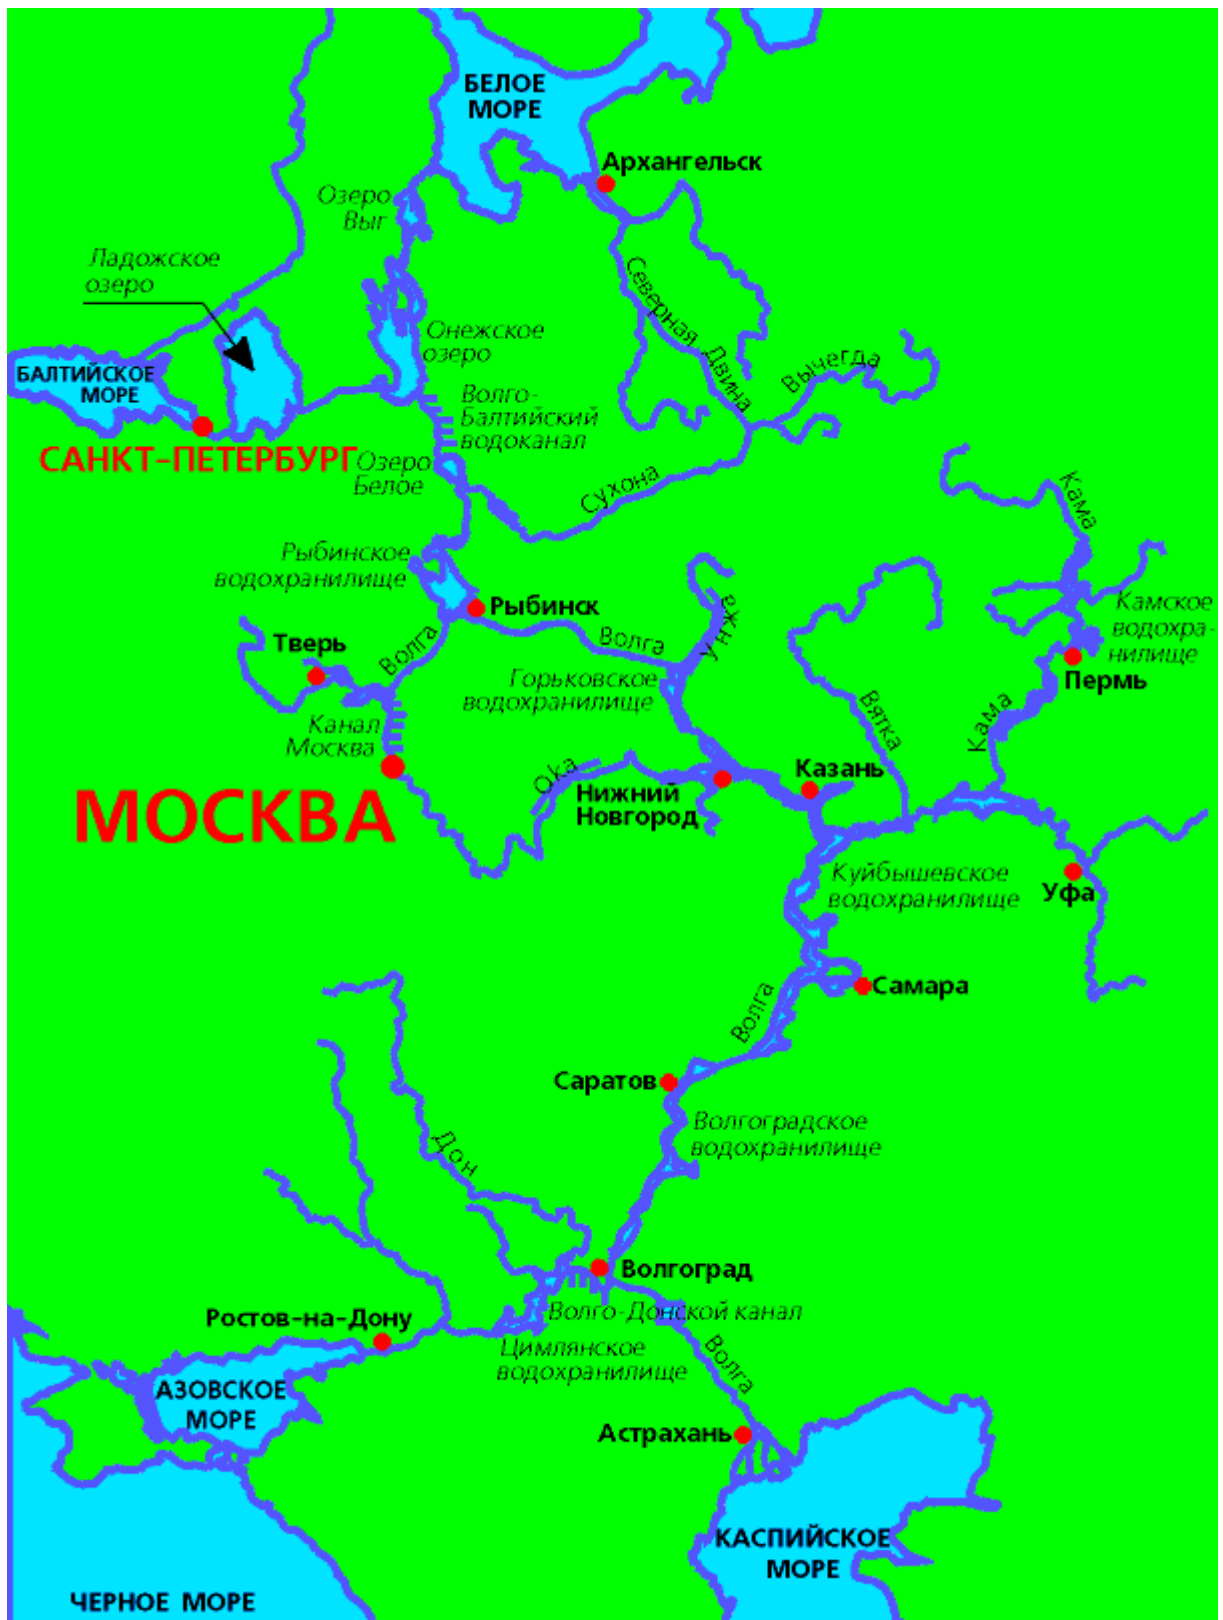 БЕЛОЕ
МОРЕ
Архангельск
Озеро
Выг
Ладожское
озеро
Северная Двина
Онежское
озеро
БАЛТИЙСКОЕ
МОРЕ
Вычегда
Волго-
Балтийский
водоканал
САНКТ-ПЕТЕРБУРГ
Озеро
Белое
Сухона
Кама
Рыбинское
водохранилище
Рыбинск
Унжа
Камское
водохра-
нилище
Тверь
Волга
Волга
Горьковское
водохранилище
Пермь
Вятка
Кама
Канал
Москва
МОСКВА
Ока
Нижний
Новгород
Казань
Куйбышевское
водохранилище
Уфа
Самара
Волга
Саратов
Волгоградское
водохранилище
Дон
Волгоград
Волго-Донской канал
Ростов-на-Дону
Цимлянское
водохранилище
Волга
АЗОВСКОЕ
МОРЕ
Астрахань
КАСПИЙСКОЕ
МОРЕ
ЧЕРНОЕ МОРЕ